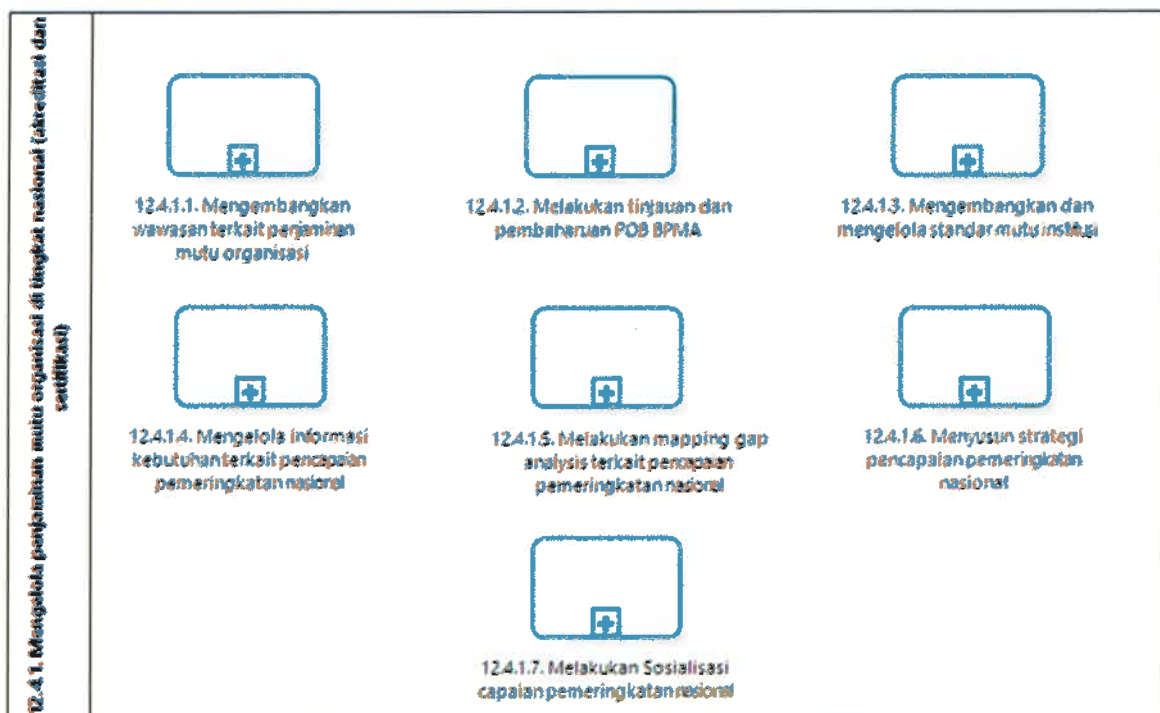 12.4.1. Mengelola penjaminan mutu organisasi di tingkat nasional (akreditasi dan
sertifikasi)
12.4.1.1. Mengembangkan
wawasan terkait penjaminan
mutu organisasi
12.4.1.2. Melakukan tinjauan dan
pembaharuan POB BPMA
12.4.1.3. Mengembangkan dan
mengelola standar mutu institusi
12.4.1.4. Mengelola informasi
kebutuhan terkait pencapaian
pemeringkatan nasional
12.4.1.5. Melakukan mapping gap
analysis terkait pencapaian
pemeringkatan nasional
12.4.1.6. Menyusun strategi
pencapaian pemeringkatan
nasional
12.4.1.7. Melakukan Sosialisasi
capaian pemeringkatan nasional